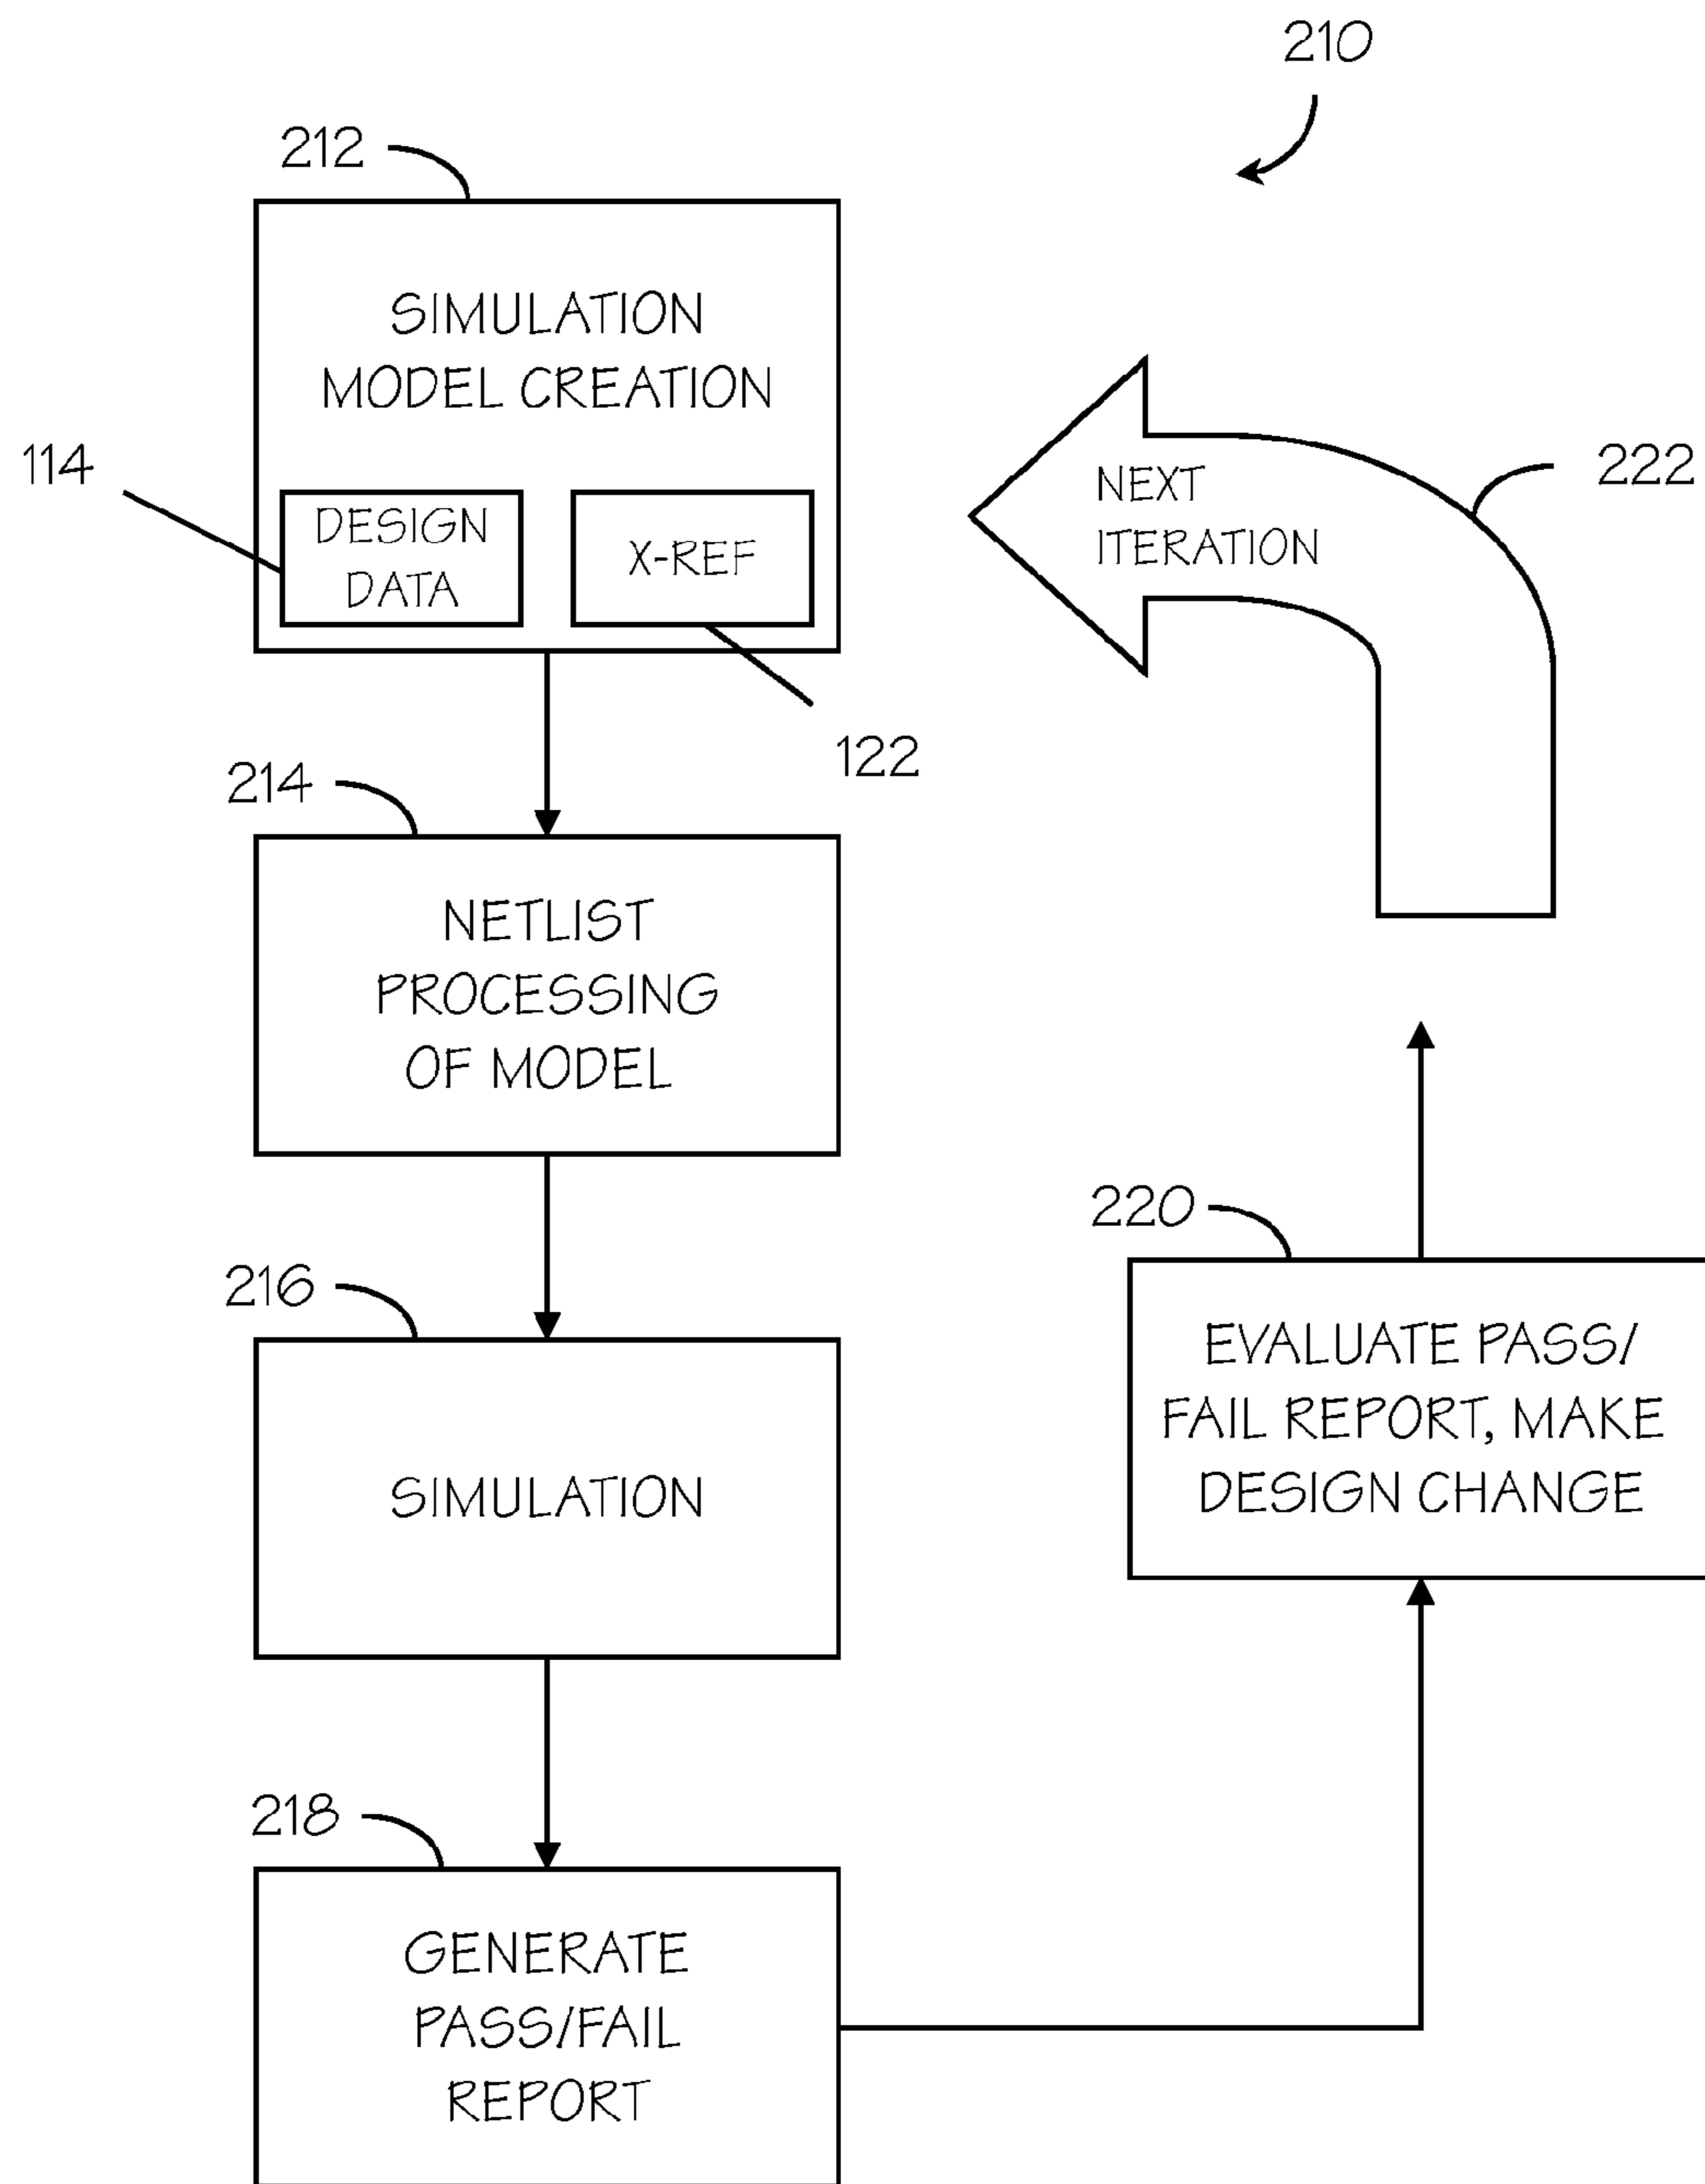 210
212
SIMULATION
MODEL CREATION
114
DESIGN
DATA
X-REF
122
NEXT
ITERATION
222
214
NETLIST
PROCESSING
OF MODEL
216
SIMULATION
220
EVALUATE PASS/
FAIL REPORT, MAKE
DESIGN CHANGE
218
GENERATE
PASS/FAIL
REPORT